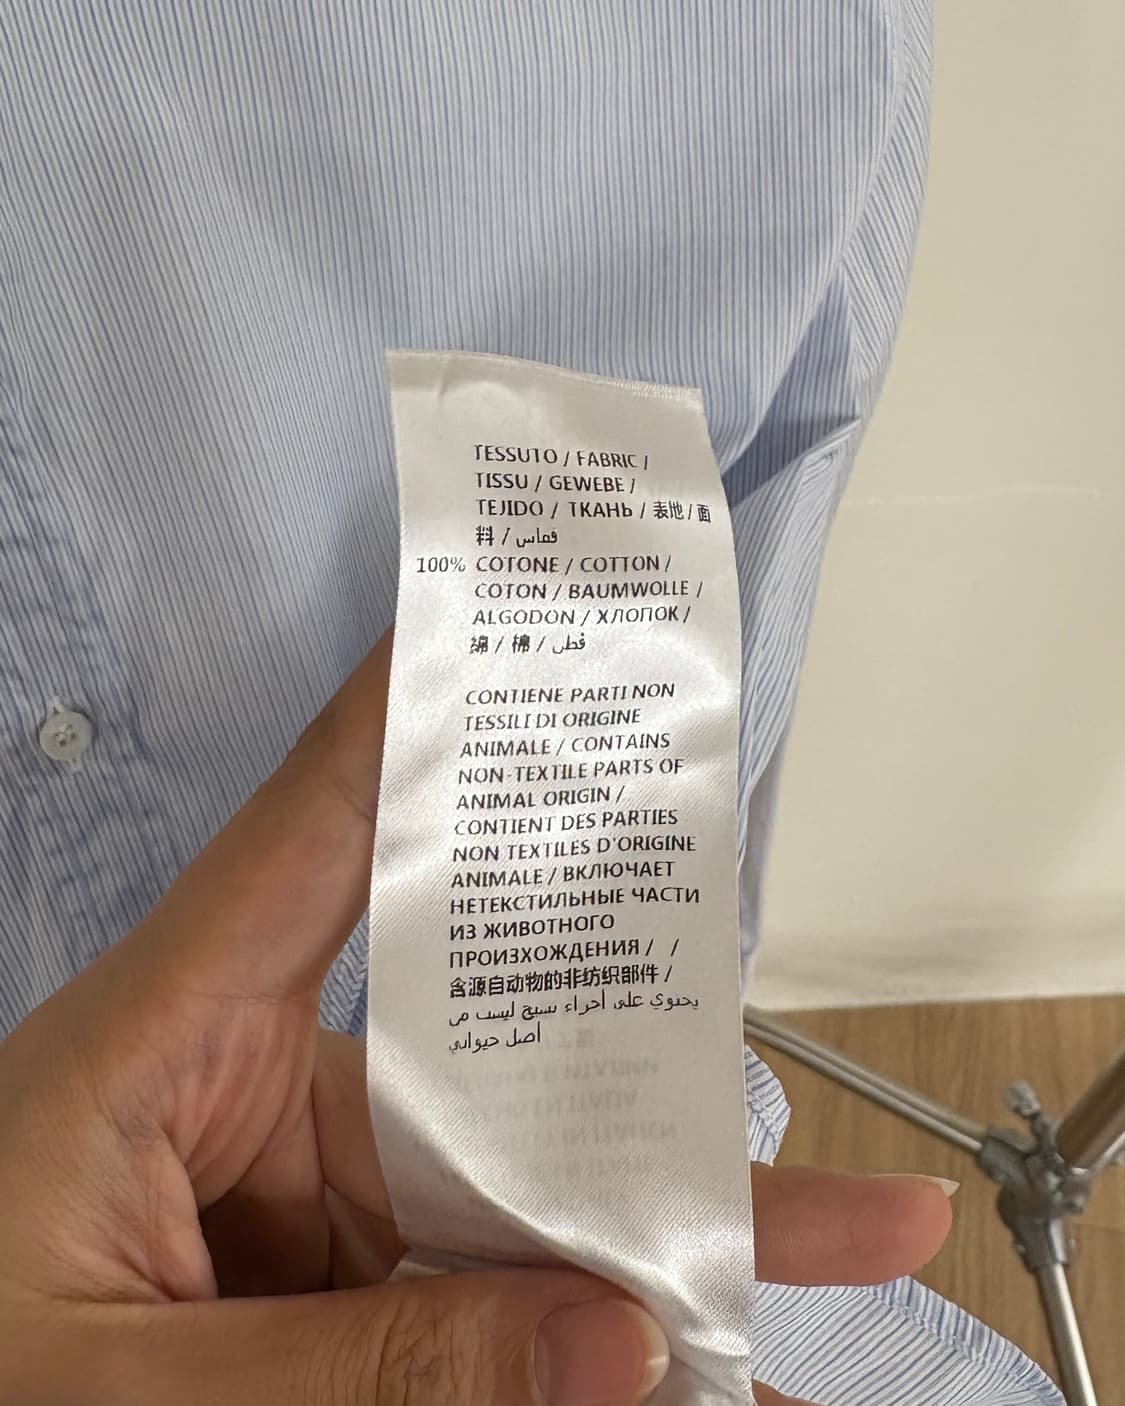 TESSUTO / FABRIC /
TISSU / GEWEBE /
TEJIDO / ТКАНЬ / 表地 / 面
料 / قماس
100% COTONE / COTTON /
COTON / BAUMWOLLE /
ALGODON / ХЛОПОК /
綿 / 棉 / قطن
CONTIENE PARTI NON
TESSILI DI ORIGINE
ANIMALE / CONTAINS
NON-TEXTILE PARTS OF
ANIMAL ORIGIN /
CONTIENT DES PARTIES
NON TEXTILES D'ORIGINE
ANIMALE / ВКЛЮЧАЕТ
НЕТЕКСТИЛЬНЫЕ ЧАСТИ
ИЗ ЖИВОТНОГО
ПРОИЗХОЖДЕНИЯ / /
含源自动物的非纺织部件 /
يحتوي على أجزاء نسيج ليست من
أصل حيواني